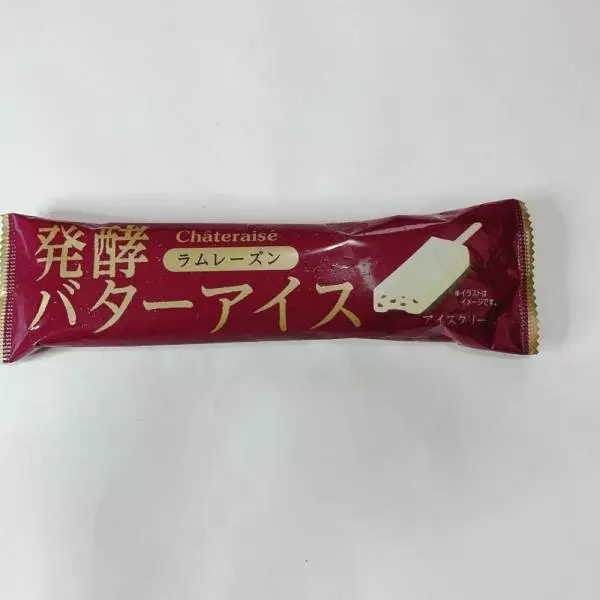 Châteraisé
発酵
ラムレーズン
バターアイス
※イラストは
イメージです。
アイスクリー